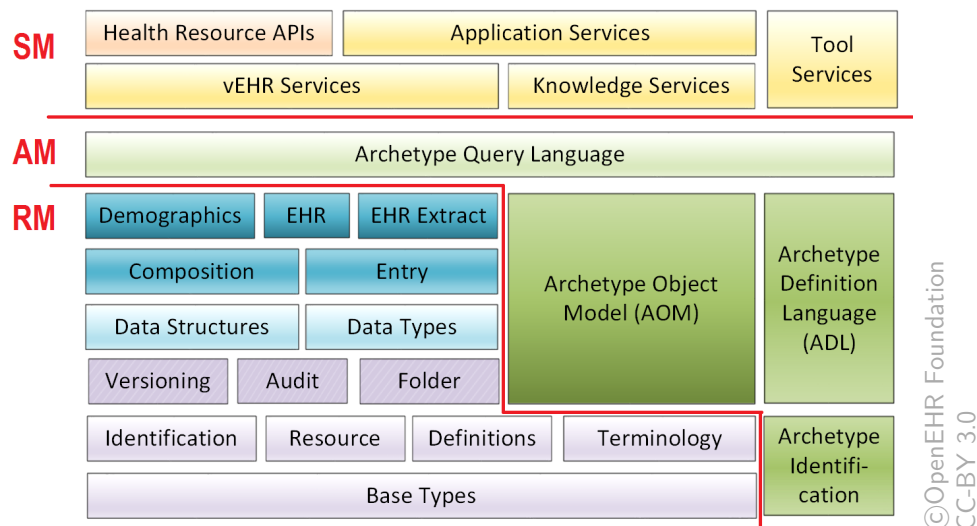 SM
Health Resource APIs
Application Services
Tool
Services
vEHR Services
Knowledge Services
AM
Archetype Query Language
RM
Demographics
EHR
EHR Extract
Composition
Entry
Data Structures
Data Types
Versioning
Audit
Folder
Archetype Object
Model (AOM)
Archetype
Definition
Language
(ADL)
Identification
Resource
Definitions
Terminology
Archetype
Identifi-
cation
Base Types
©OpenEHR Foundation
CC-BY 3.0